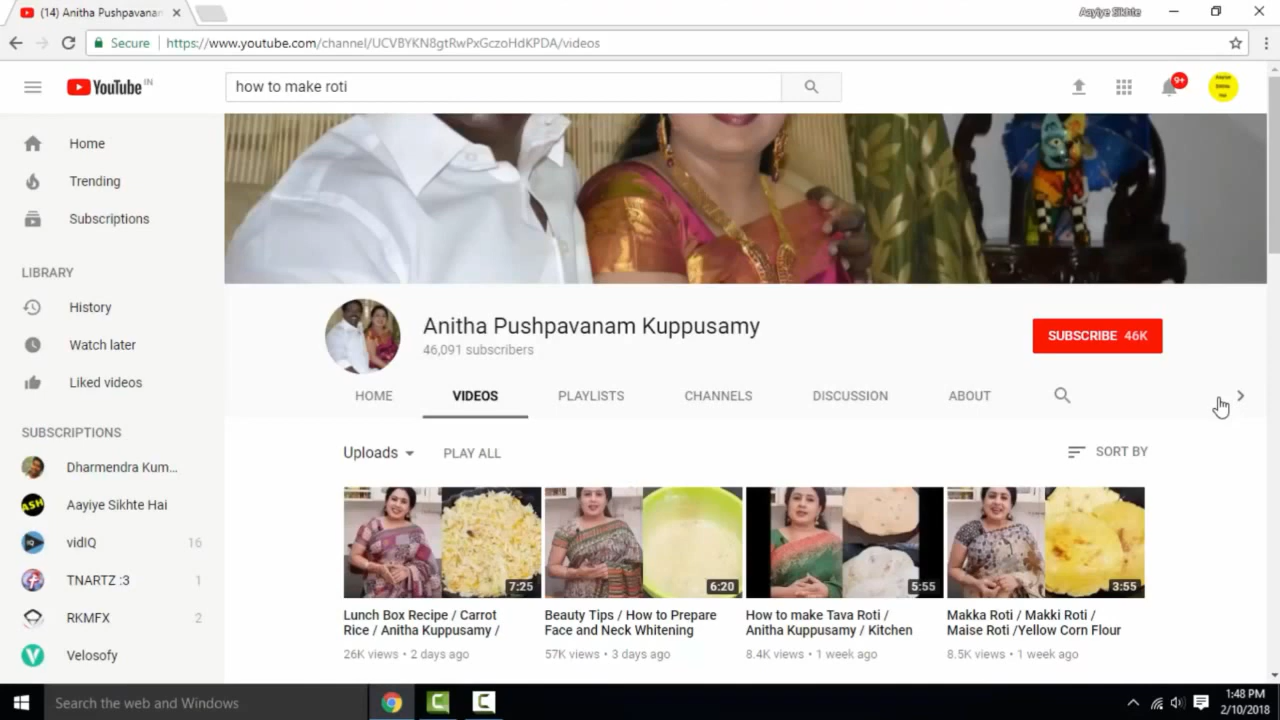 (14) Anitha Pushpavanam
Aayiye Sikhte
Secure
https://www.youtube.com/channel/UCVBYKN8gtRwPxGczoHdKPDA/videos
YouTube IN
how to make roti
9+
Home
Trending
Subscriptions
LIBRARY
History
Watch later
Liked videos
SUBSCRIPTIONS
Dharmendra Kum...
ASH
Aayiye Sikhte Hai
vidIQ
16
TNARTZ :3
1
RKMFX
2
Velosofy
Anitha Pushpavanam Kuppusamy
46,091 subscribers
SUBSCRIBE 46K
HOME
VIDEOS
PLAYLISTS
CHANNELS
DISCUSSION
ABOUT
Uploads
PLAY ALL
SORT BY
7:25
6:20
5:55
3:55
Lunch Box Recipe / Carrot
Rice / Anitha Kuppusamy /
26K views • 2 days ago
Beauty Tips / How to Prepare
Face and Neck Whitening
57K views • 3 days ago
How to make Tava Roti /
Anitha Kuppusamy / Kitchen
8.4K views • 1 week ago
Makka Roti / Makki Roti /
Maise Roti /Yellow Corn Flour
8.5K views • 1 week ago
Search the web and Windows
1:48 PM
2/10/2018